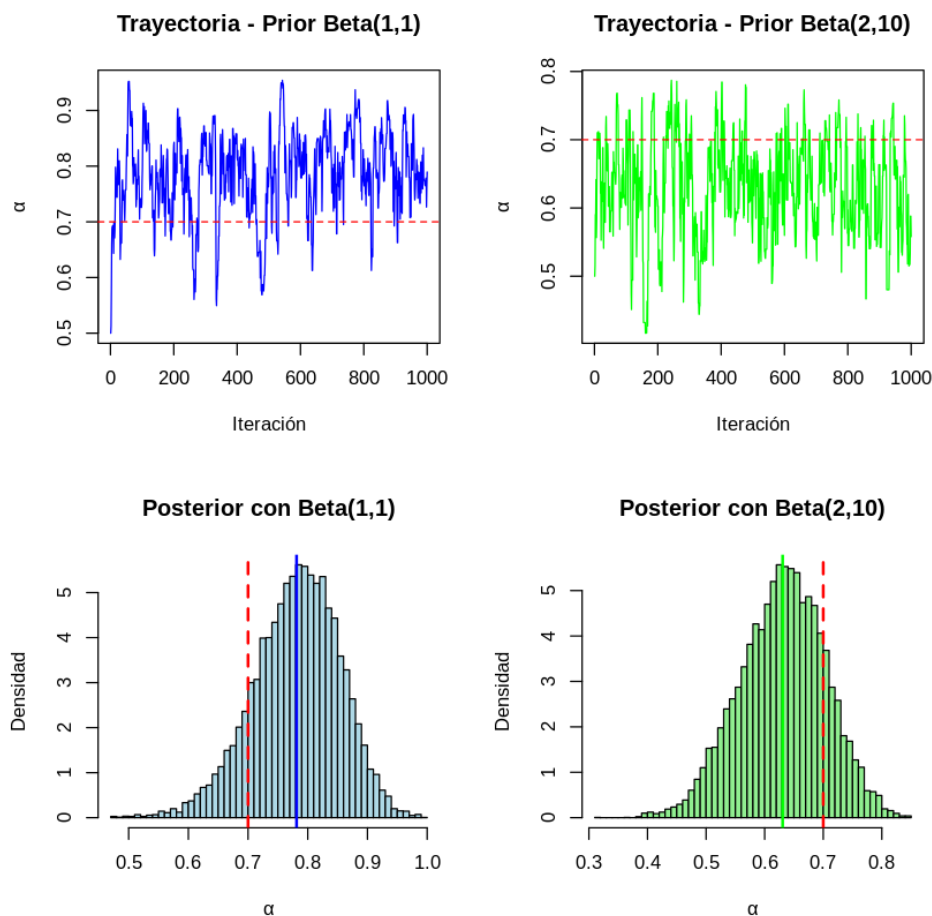 Trayectoria - Prior Beta(1,1)
α
0.5 0.6 0.7 0.8 0.9
0 200 400 600 800 1000
Iteración
Trayectoria - Prior Beta(2,10)
α
0.5 0.6 0.7 0.8
0 200 400 600 800 1000
Iteración
Posterior con Beta(1,1)
Densidad
0 1 2 3 4 5
0.5 0.6 0.7 0.8 0.9 1.0
α
Posterior con Beta(2,10)
Densidad
0 1 2 3 4 5
0.3 0.4 0.5 0.6 0.7 0.8
α